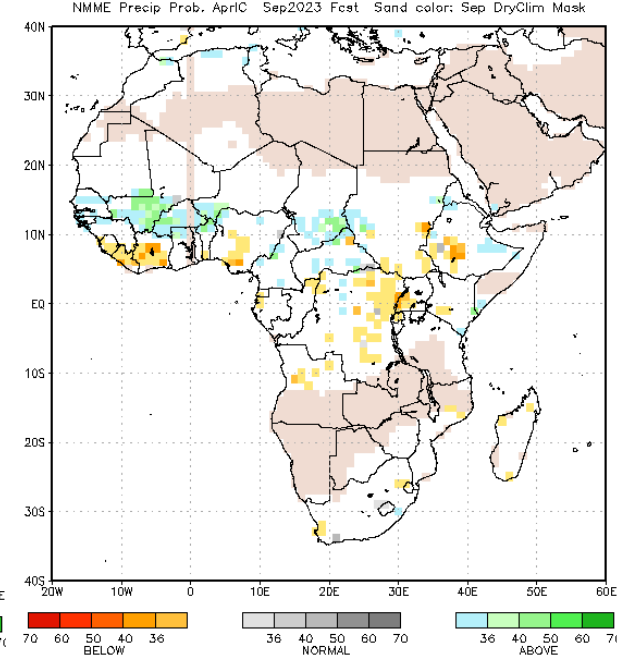 NMME Precip Prob. AprIC Sep2023 Fcst Sand color: Sep DryClim Mask
40N
30N
20N
10N
EQ
10S
20S
30S
40S
20W 10W 0 10E 20E 30E 40E 50E 60E
E
70 60 50 40 36 36 40 50 60 70 36 40 50 60 70
BELOW NORMAL ABOVE